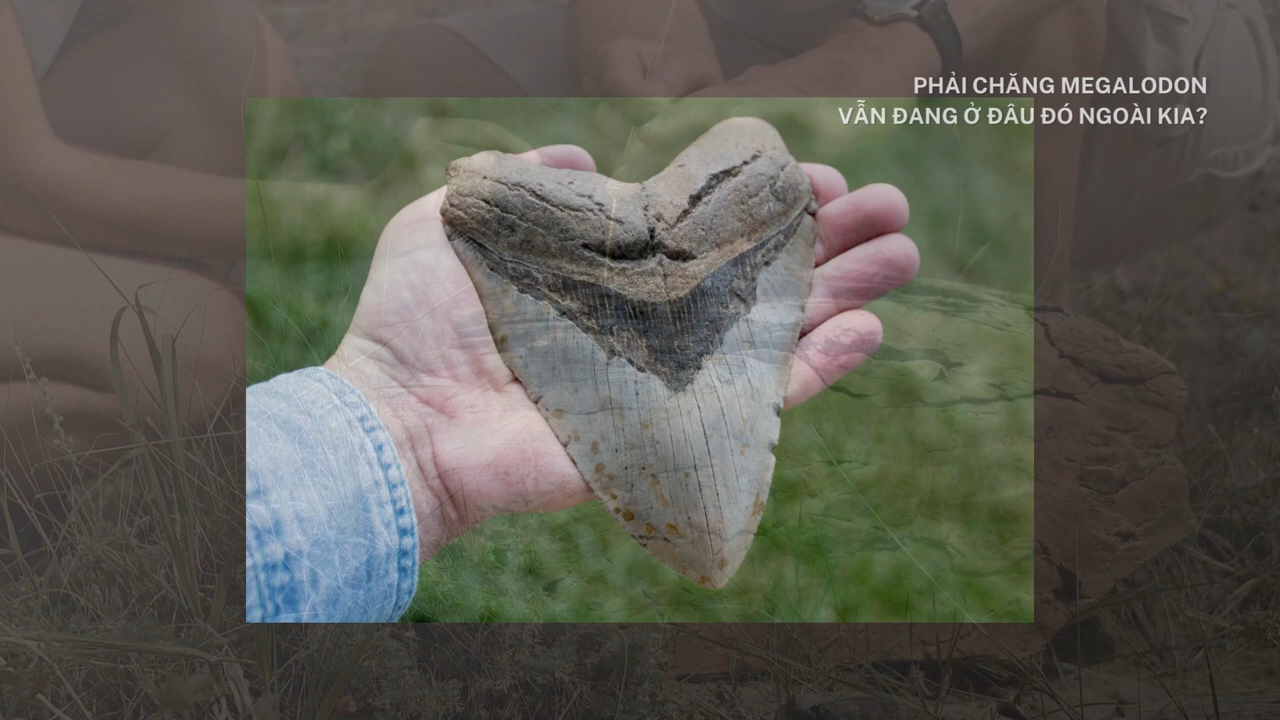 PHẢI CHĂNG MEGALODON
VẪN ĐANG Ở ĐÂU ĐÓ NGOÀI KIA?